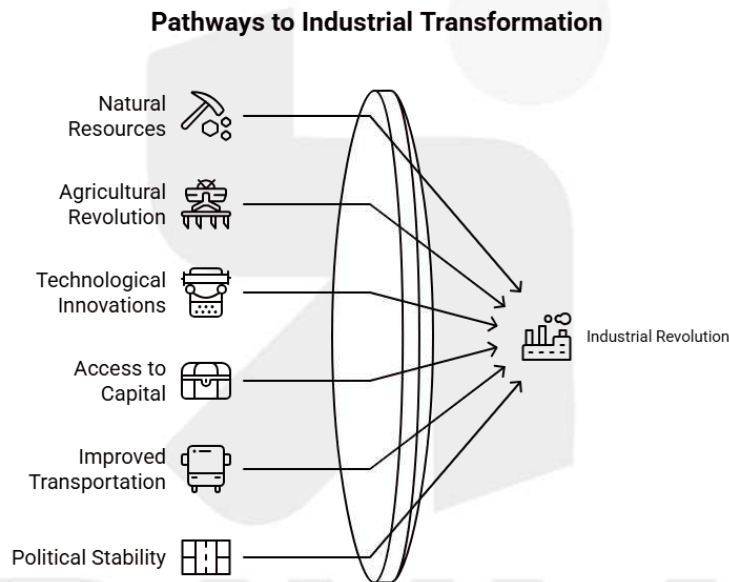 Pathways to Industrial Transformation
Natural
Resources
Agricultural
Revolution
Technological
Innovations
Access to
Capital
Improved
Transportation
Political Stability
Industrial Revolution